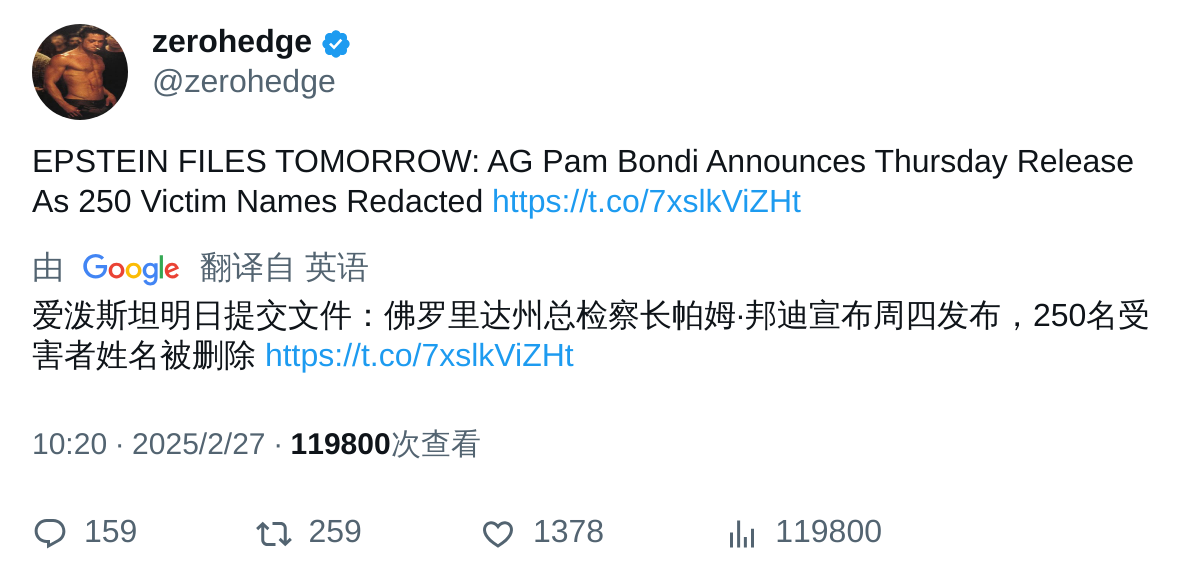 zerohedge
@zerohedge
EPSTEIN FILES TOMORROW: AG Pam Bondi Announces Thursday Release
As 250 Victim Names Redacted https://t.co/7xslkViZHt
由 Google 翻译自 英语
爱泼斯坦明日提交文件：佛罗里达州总检察长帕姆·邦迪宣布周四发布，250名受
害者姓名被删除 https://t.co/7xslkViZHt
10:20 · 2025/2/27 · 119800次查看
159 259 1378 119800